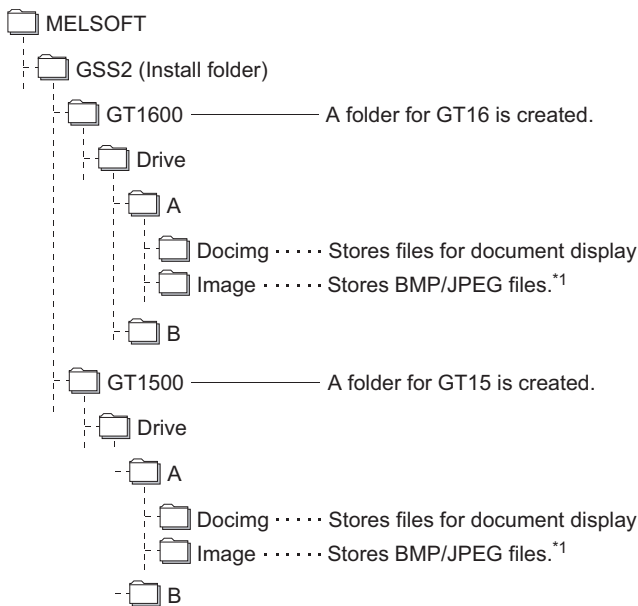 MELSOFT
GSS2 (Install folder)
GT1600 A folder for GT16 is created.
Drive
A
Docimg ····· Stores files for document display
Image ······ Stores BMP/JPEG files.*1
B
GT1500 A folder for GT15 is created.
Drive
A
Docimg ····· Stores files for document display
Image ······ Stores BMP/JPEG files.*1
B